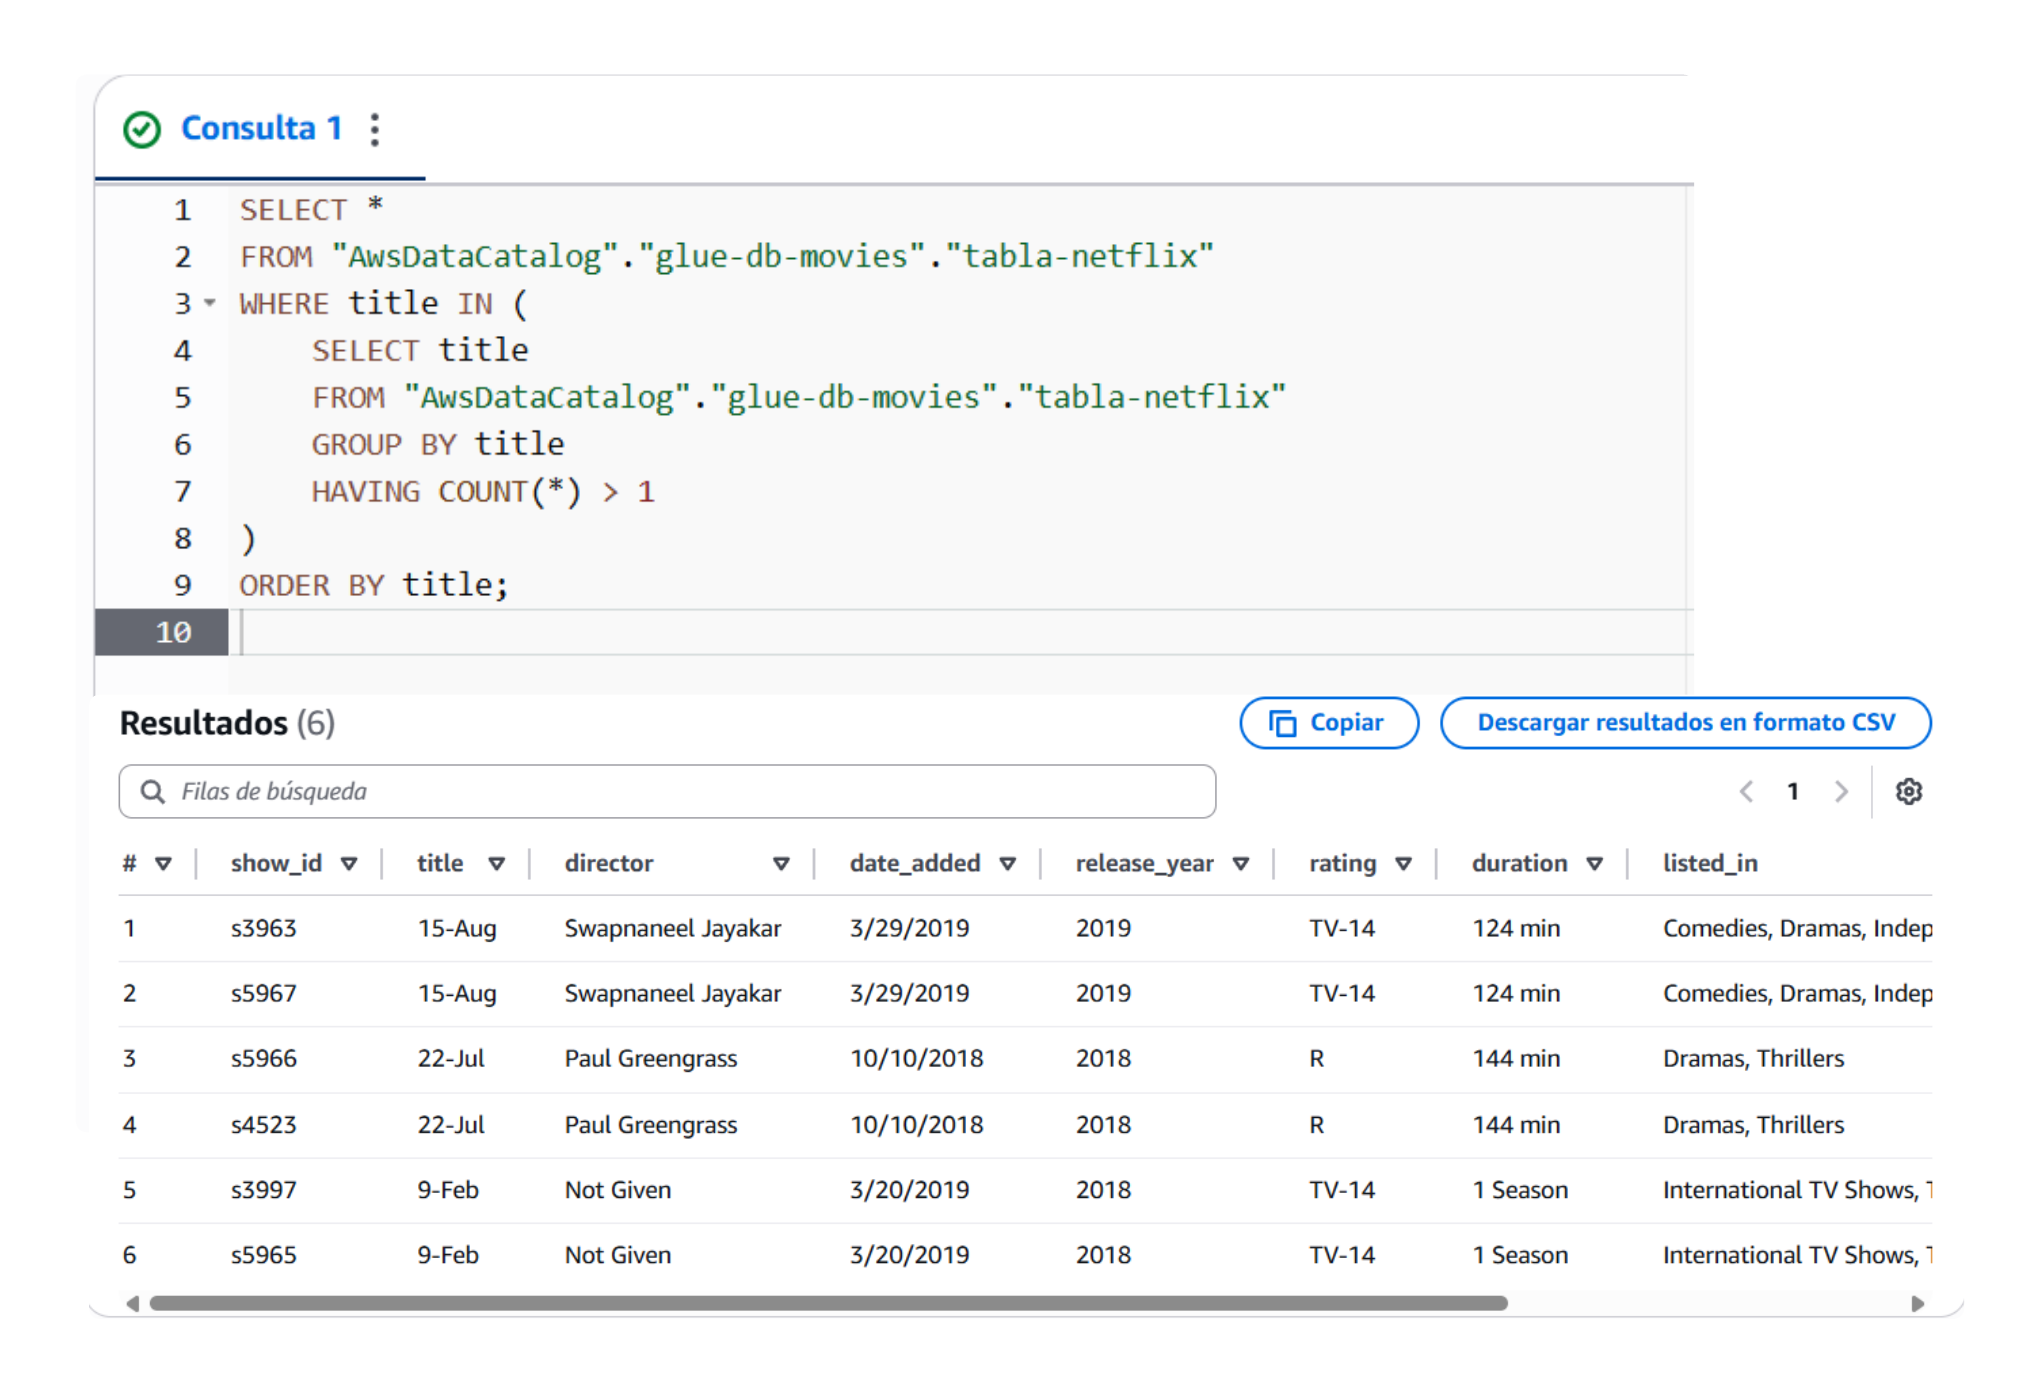 Consulta 1
1 SELECT *
2 FROM "AwsDataCatalog"."glue-db-movies"."tabla-netflix"
3 WHERE title IN (
4 SELECT title
5 FROM "AwsDataCatalog"."glue-db-movies"."tabla-netflix"
6 GROUP BY title
7 HAVING COUNT(*) > 1
8 )
9 ORDER BY title;
10
Resultados (6) Copiar Descargar resultados en formato CSV
Filas de búsqueda 1
# show_id title director date_added release_year rating duration listed_in
1 s3963 15-Aug Swapnaneel Jayakar 3/29/2019 2019 TV-14 124 min Comedies, Dramas, Indep
2 s5967 15-Aug Swapnaneel Jayakar 3/29/2019 2019 TV-14 124 min Comedies, Dramas, Indep
3 s5966 22-Jul Paul Greengrass 10/10/2018 2018 R 144 min Dramas, Thrillers
4 s4523 22-Jul Paul Greengrass 10/10/2018 2018 R 144 min Dramas, Thrillers
5 s3997 9-Feb Not Given 3/20/2019 2018 TV-14 1 Season International TV Shows,
6 s5965 9-Feb Not Given 3/20/2019 2018 TV-14 1 Season International TV Shows,